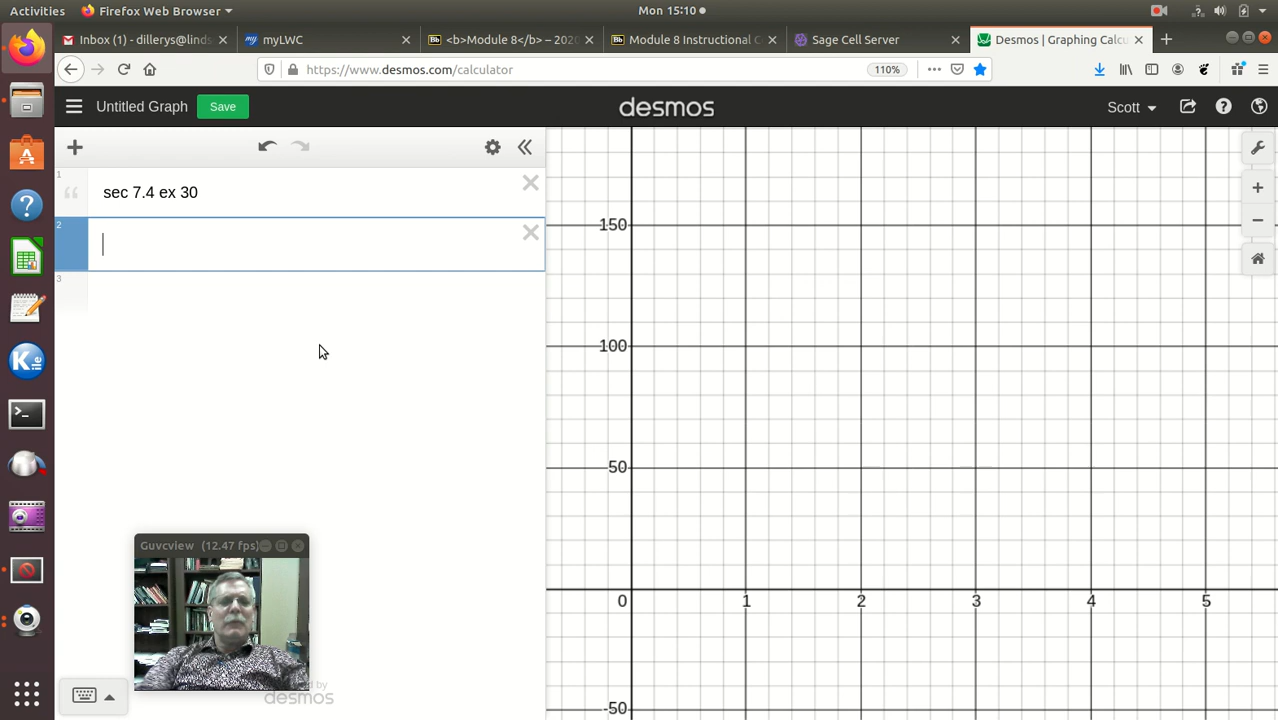 Activities
Firefox Web Browser
Mon 15:10
Inbox (1) - dillerys@linds
myLWC
<b>Module 8</b> – 202
Module 8 Instructional C
Sage Cell Server
Desmos | Graphing Calcu
https://www.desmos.com/calculator
110%
Untitled Graph
Save
desmos
Scott
1
sec 7.4 ex 30
2
3
150
100
50
0
1
2
3
4
5
-50
Guvcview (12.47 fps)
by
desmos